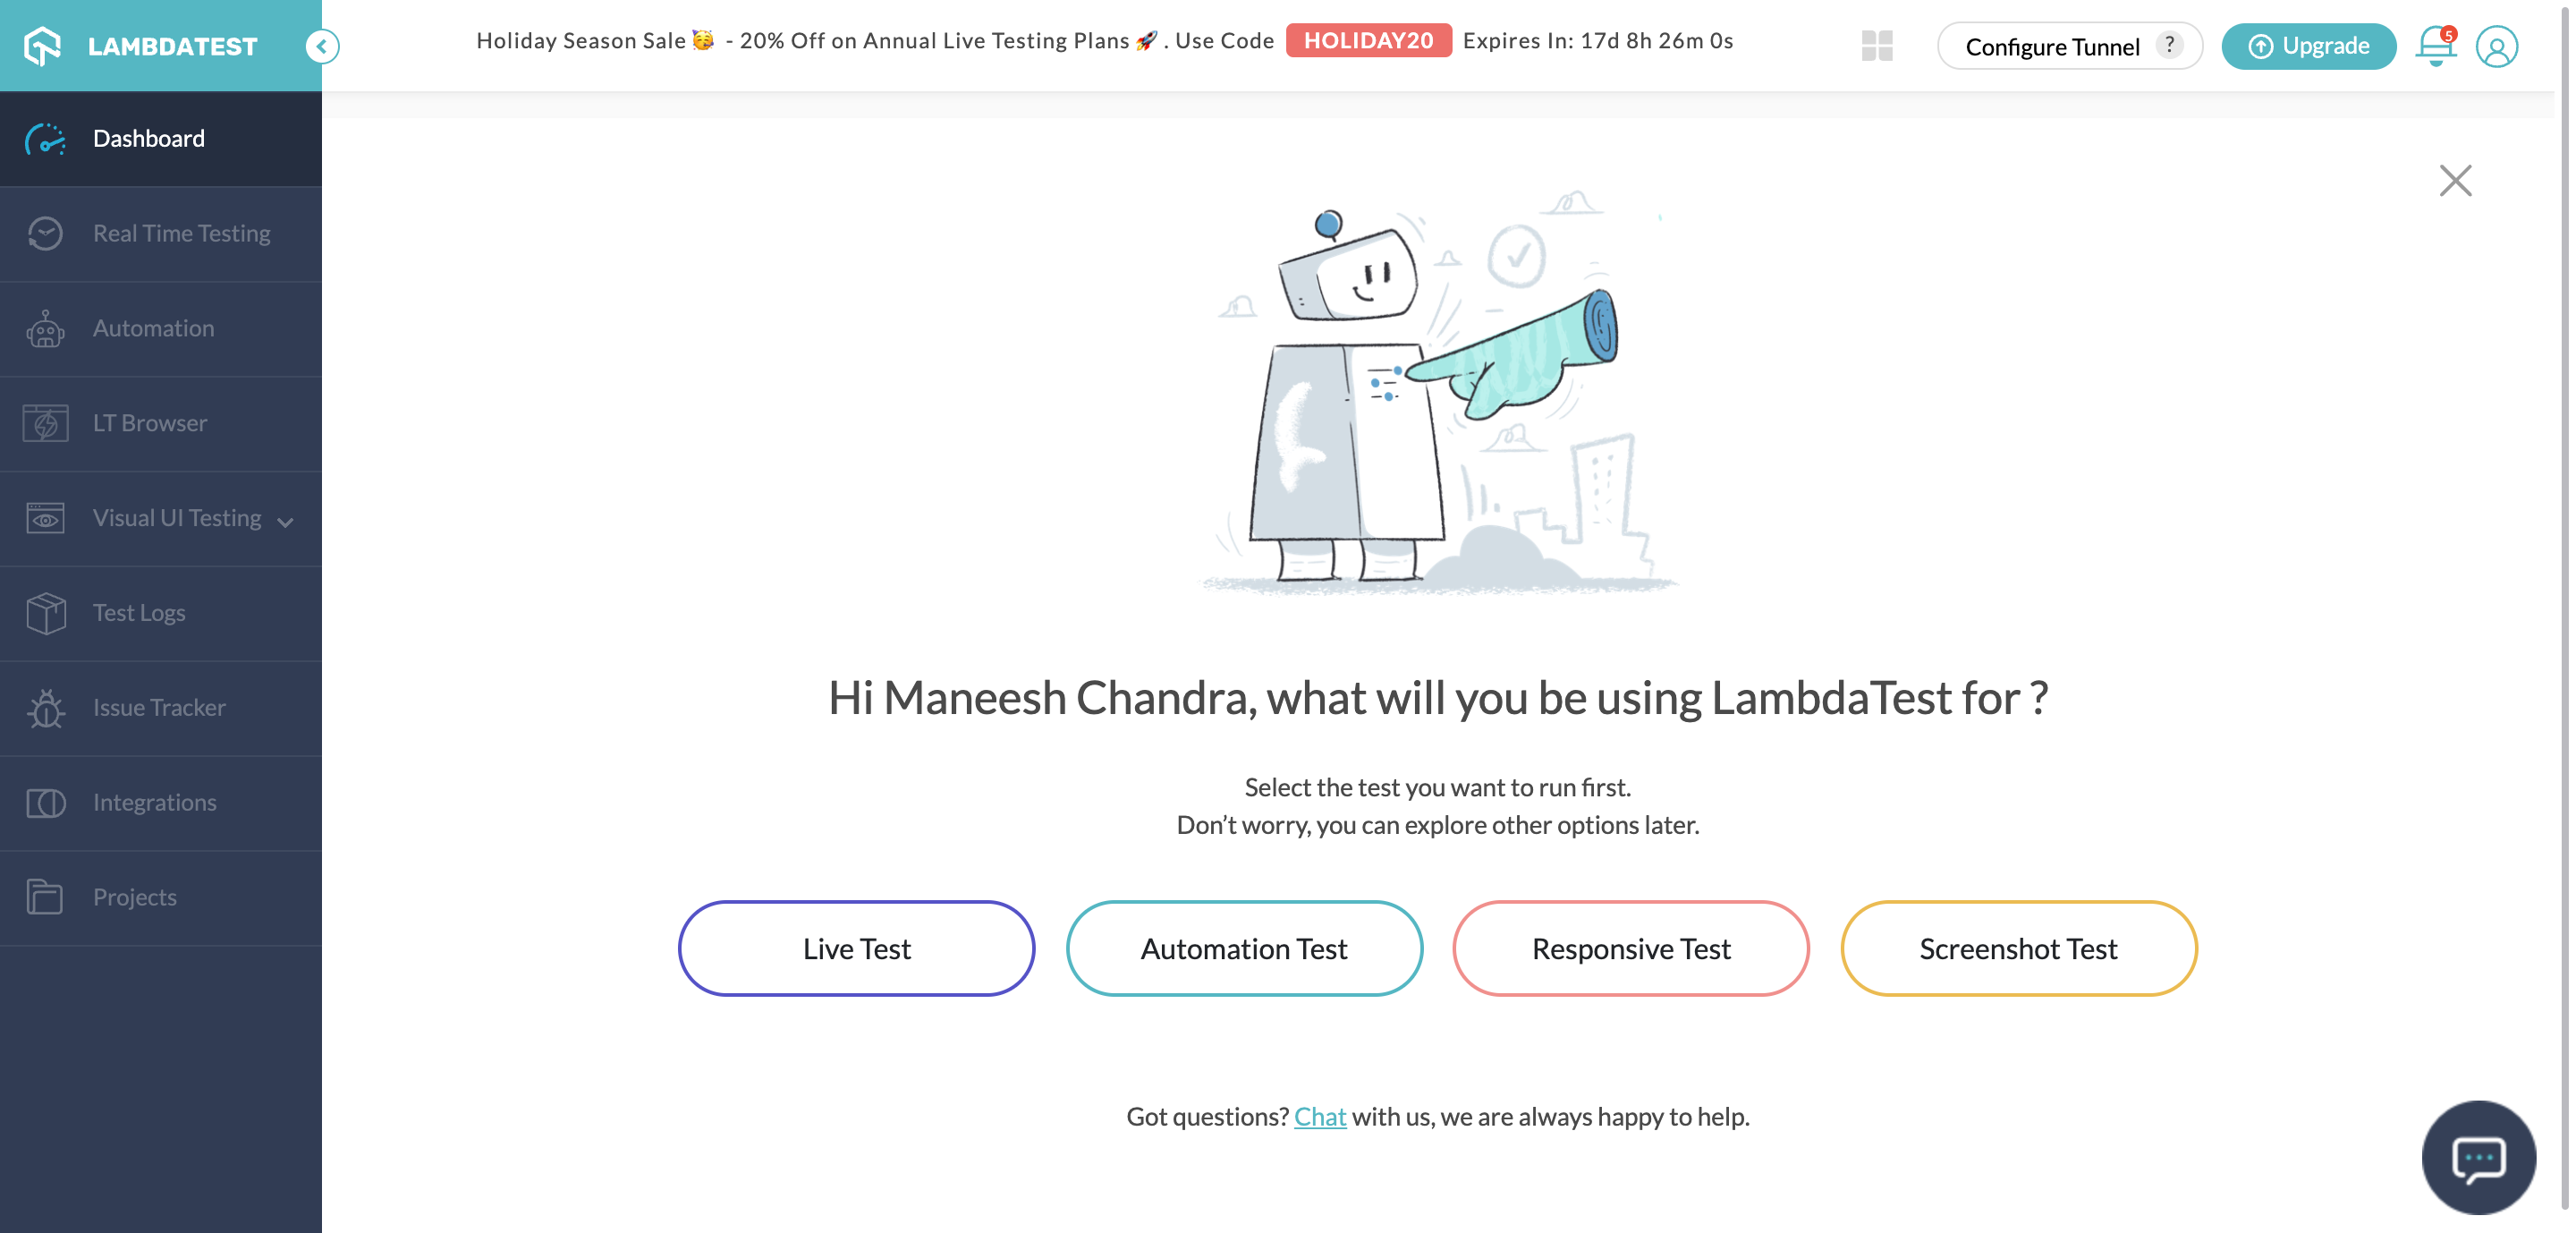 LAMBDATEST
Holiday Season Sale 🥳 - 20% Off on Annual Live Testing Plans 🚀 . Use Code HOLIDAY20 Expires In: 17d 8h 26m 0s
Configure Tunnel ?
Upgrade
5
Dashboard
Real Time Testing
Automation
LT Browser
Visual UI Testing
Test Logs
Issue Tracker
Integrations
Projects
Hi Maneesh Chandra, what will you be using LambdaTest for ?
Select the test you want to run first.
Don’t worry, you can explore other options later.
Live Test
Automation Test
Responsive Test
Screenshot Test
Got questions? Chat with us, we are always happy to help.